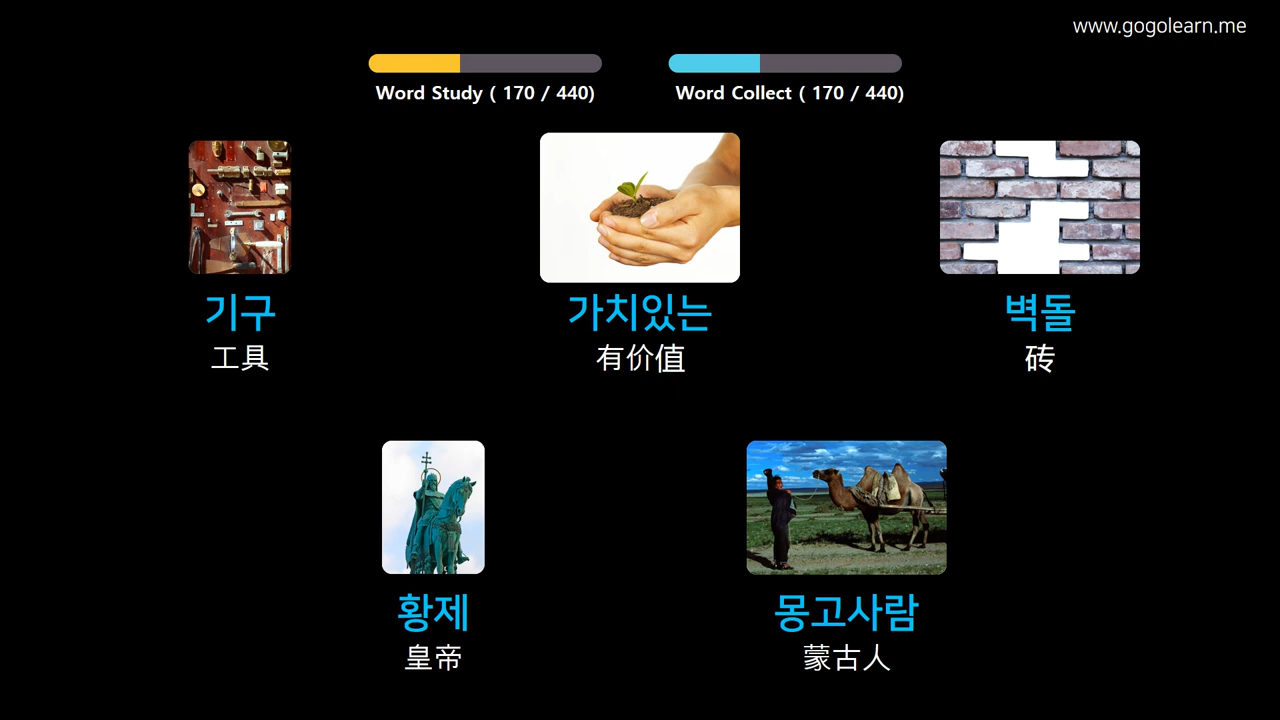 www.gogolearn.me
Word Study ( 170 / 440)
Word Collect ( 170 / 440)
기구
工具
가치있는
有价值
벽돌
砖
황제
皇帝
몽고사람
蒙古人